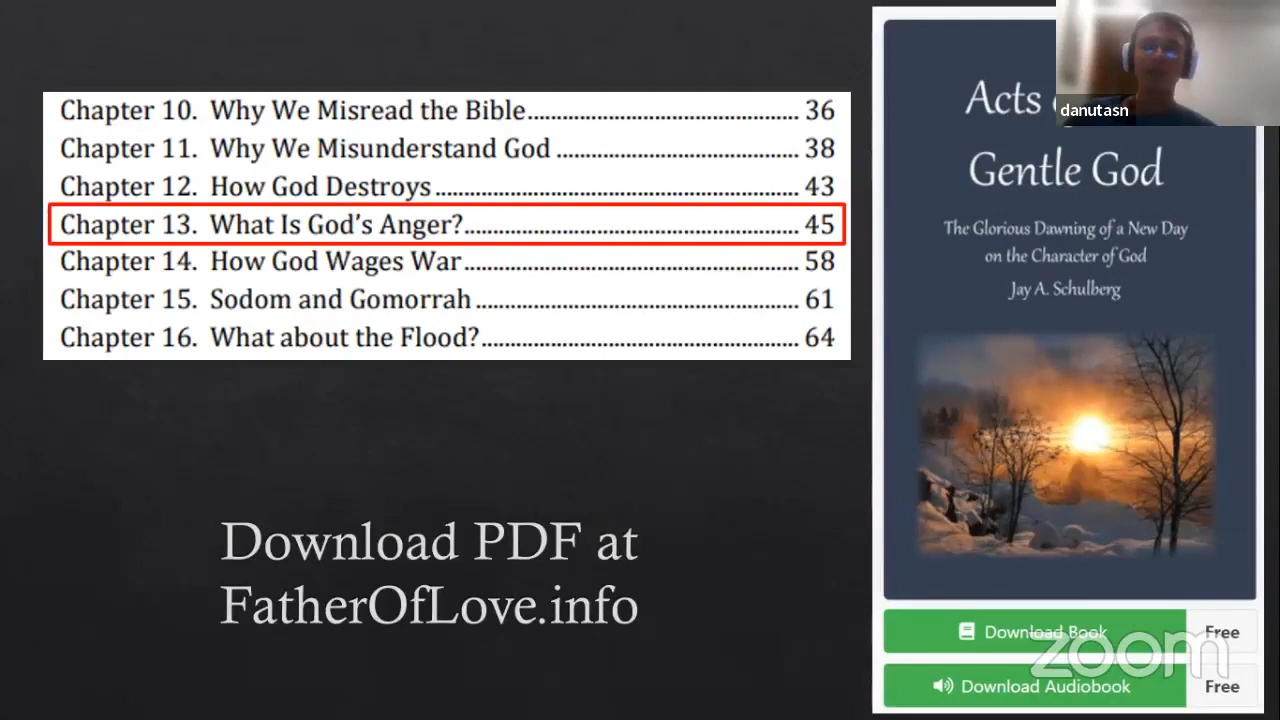 Chapter 10. Why We Misread the Bible........................................................ 36
Chapter 11. Why We Misunderstand God .................................................. 38
Chapter 12. How God Destroys ..................................................................... 43
Chapter 13. What Is God's Anger?................................................................ 45
Chapter 14. How God Wages War................................................................ 58
Chapter 15. Sodom and Gomorrah .............................................................. 61
Chapter 16. What about the Flood?............................................................. 64
Download PDF at
FatherOfLove.info
danutasn
Acts
Gentle God
The Glorious Dawning of a New Day
on the Character of God
Jay A. Schulberg
Download Book Free
zoom
Download Audiobook Free